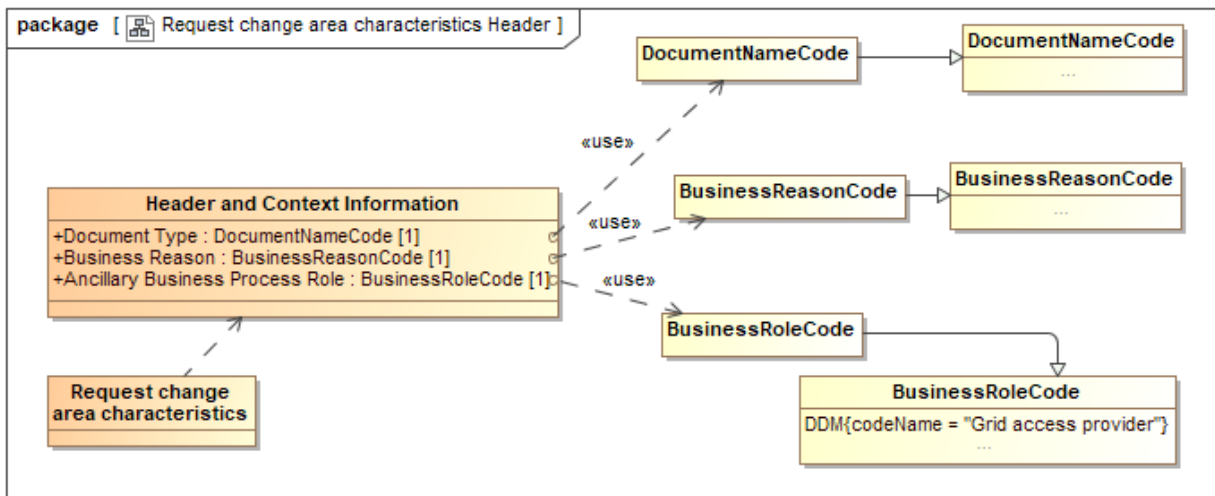 package [ Request change area characteristics Header ]
DocumentNameCode
DocumentNameCode
...
«use»
BusinessReasonCode
BusinessReasonCode
...
Header and Context Information
+Document Type : DocumentNameCode [1]
+Business Reason : BusinessReasonCode [1]
+Ancillary Business Process Role : BusinessRoleCode [1]
«use»
«use»
BusinessRoleCode
Request change
area characteristics
BusinessRoleCode
DDM{codeName = "Grid access provider"}
...